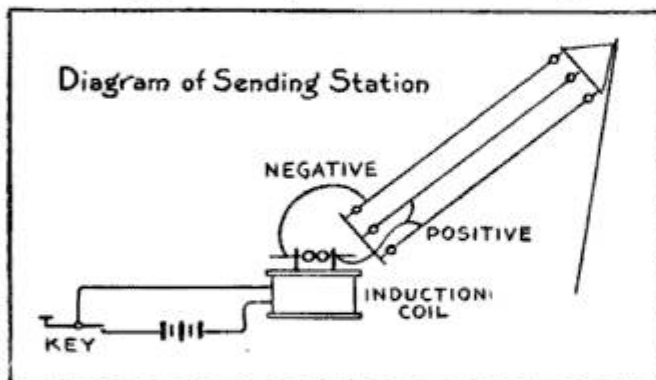 Diagram of Sending Station
NEGATIVE
POSITIVE
INDUCTION
COIL
KEY